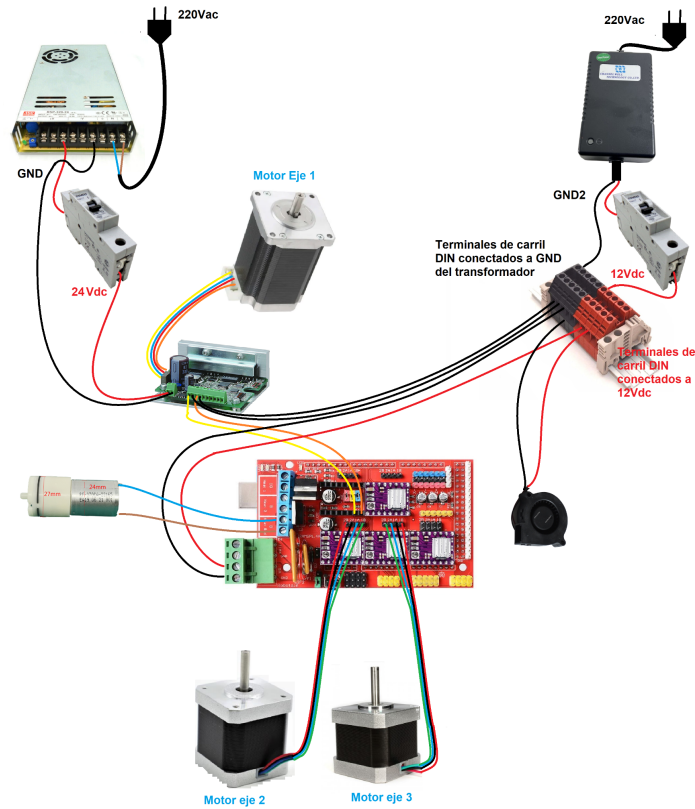 220Vac
220Vac
GND
Motor Eje 1
GND2
Terminales de carril
DIN conectados a GND
del transformador
24Vdc
12Vdc
Terminales de
carril DIN
conectados a
12Vdc
24mm
27mm
Motor eje 2
Motor eje 3